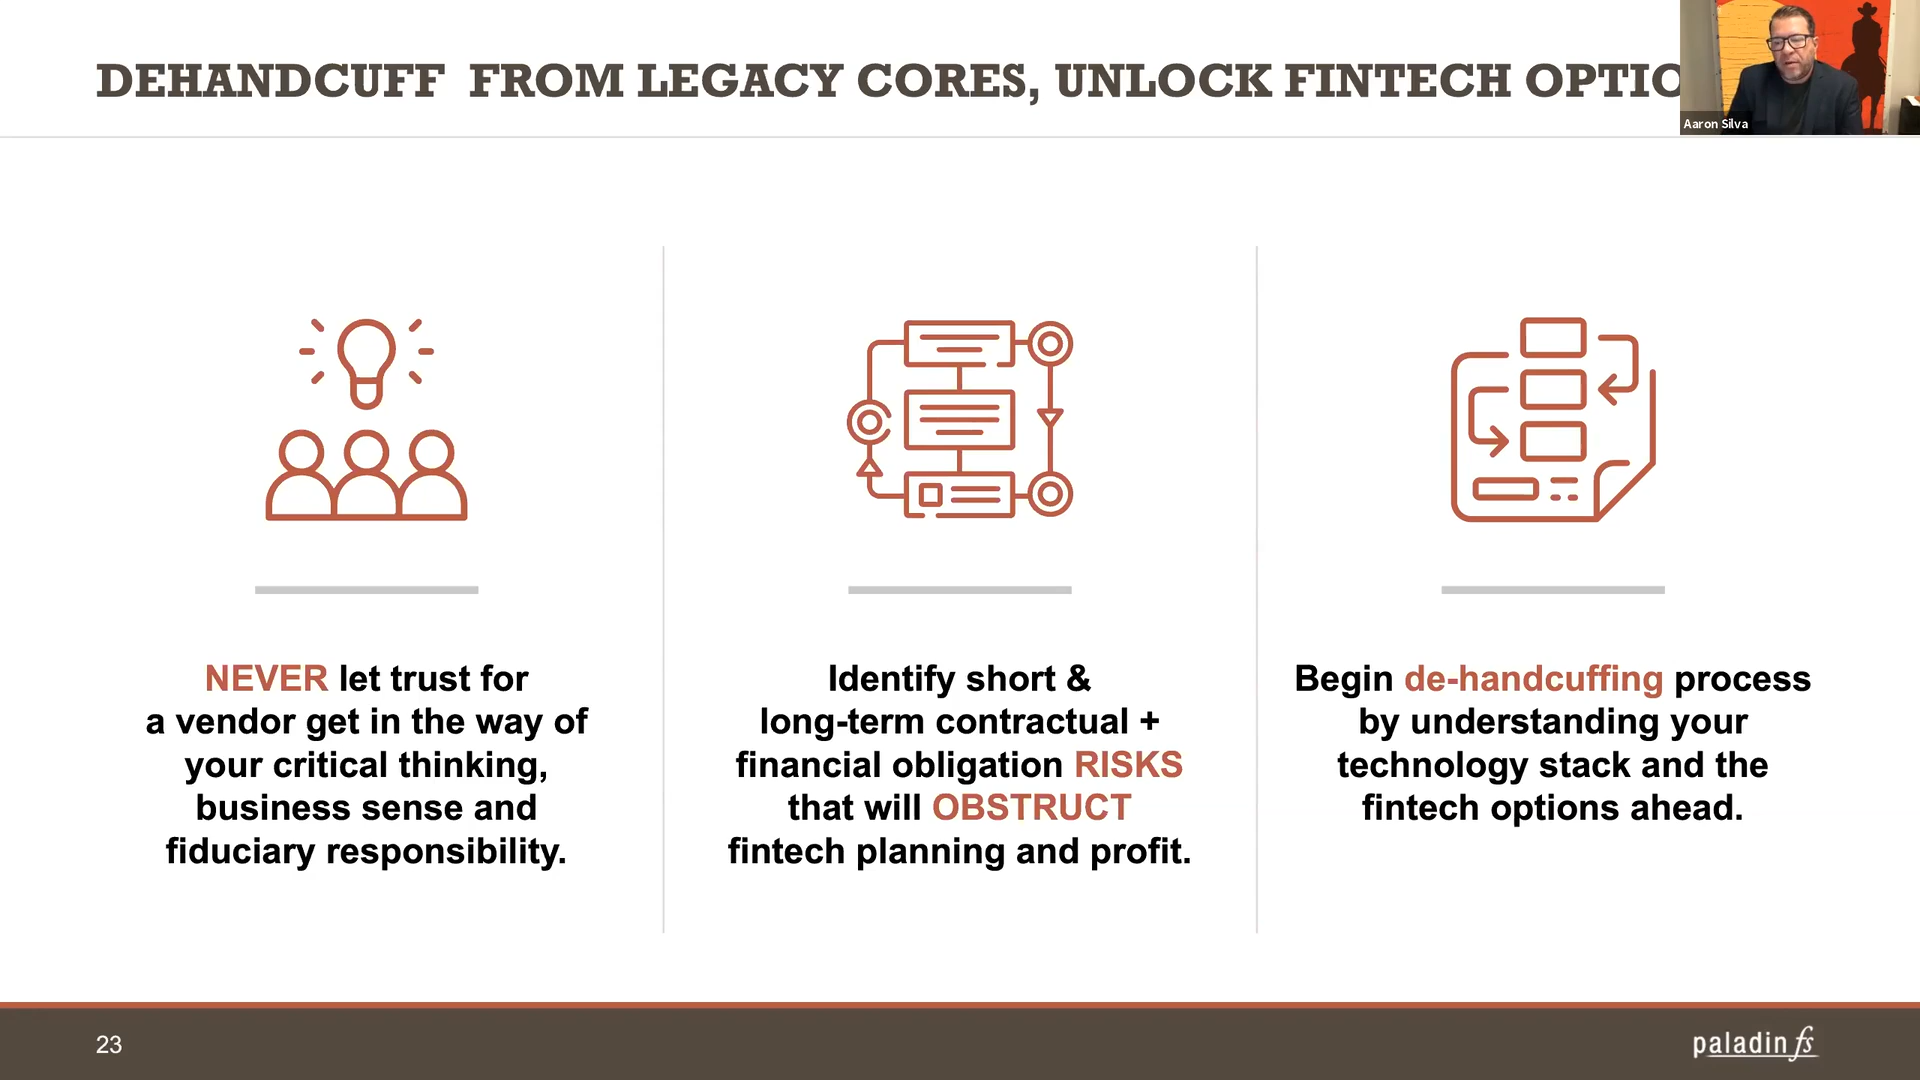 DEHANDCUFF FROM LEGACY CORES, UNLOCK FINTECH OPTIO
Aaron Silva
NEVER let trust for
a vendor get in the way of
your critical thinking,
business sense and
fiduciary responsibility.
Identify short &
long-term contractual +
financial obligation RISKS
that will OBSTRUCT
fintech planning and profit.
Begin de-handcuffing process
by understanding your
technology stack and the
fintech options ahead.
23
paladin fs